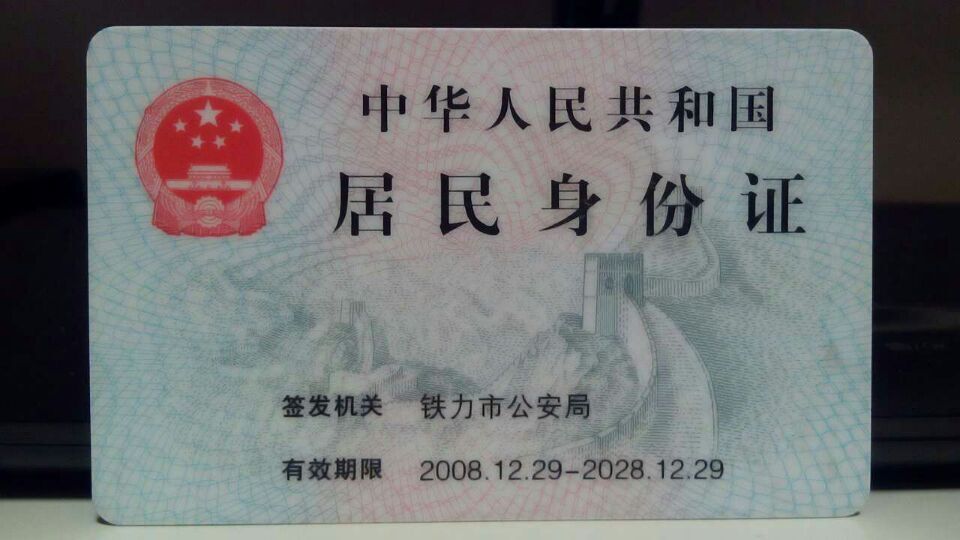 中华人民共和国
居民身份证
签发机关 铁力市公安局
有效期限 2008.12.29-2028.12.29